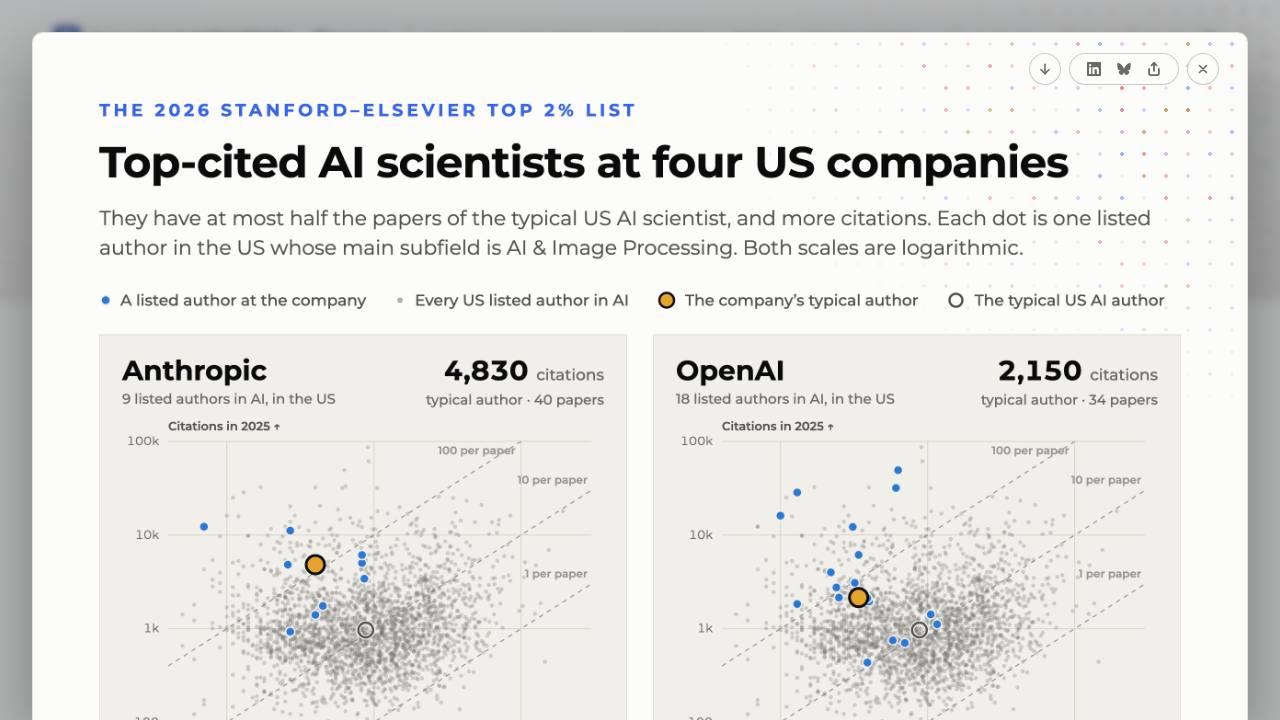 THE 2026 STANFORD–ELSEVIER TOP 2% LIST
Top-cited AI scientists at four US companies
They have at most half the papers of the typical US AI scientist, and more citations. Each dot is one listed
author in the US whose main subfield is AI & Image Processing. Both scales are logarithmic.
A listed author at the company
Every US listed author in AI
The company’s typical author
The typical US AI author
Anthropic
4,830 citations
9 listed authors in AI, in the US
typical author · 40 papers
Citations in 2025 ↑
100k
100 per paper
10 per paper
10k
1 per paper
1k
OpenAI
2,150 citations
18 listed authors in AI, in the US
typical author · 34 papers
Citations in 2025 ↑
100k
100 per paper
10 per paper
10k
1 per paper
1k